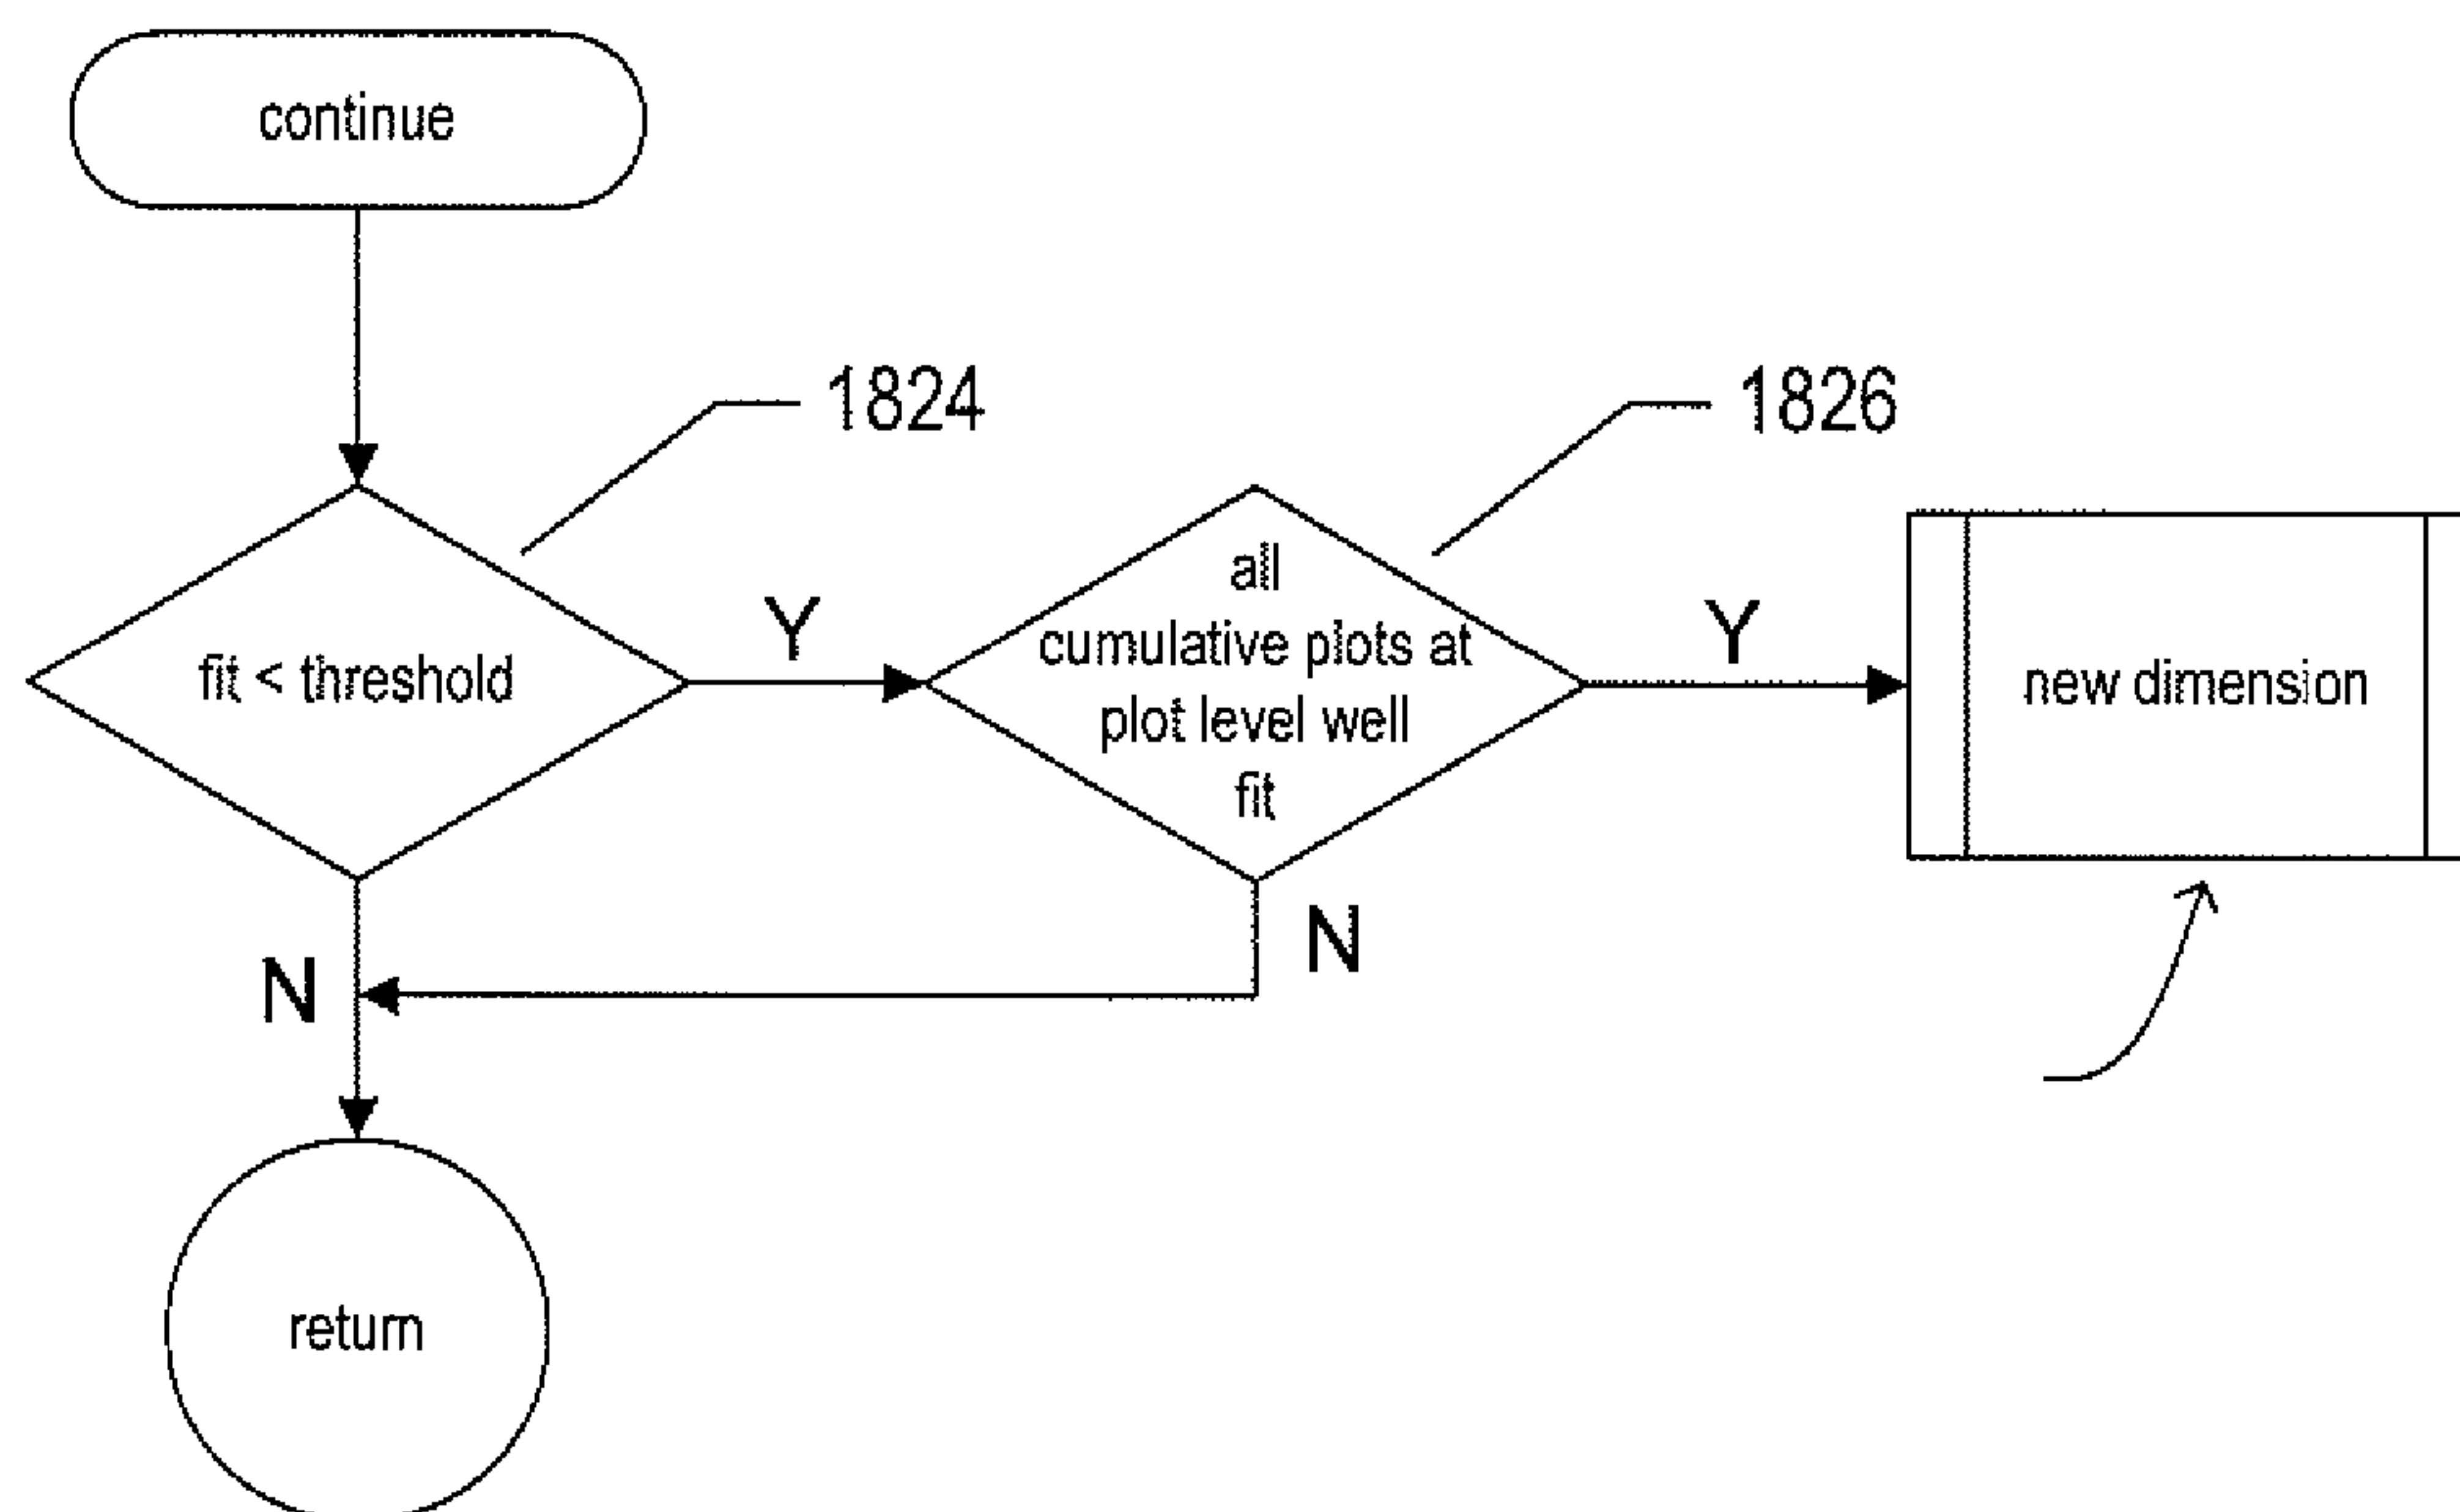 continue
1824
1826
fit < threshold
Y
all
cumulative plots at
plot level well
fit
Y
new dimension
N
N
return